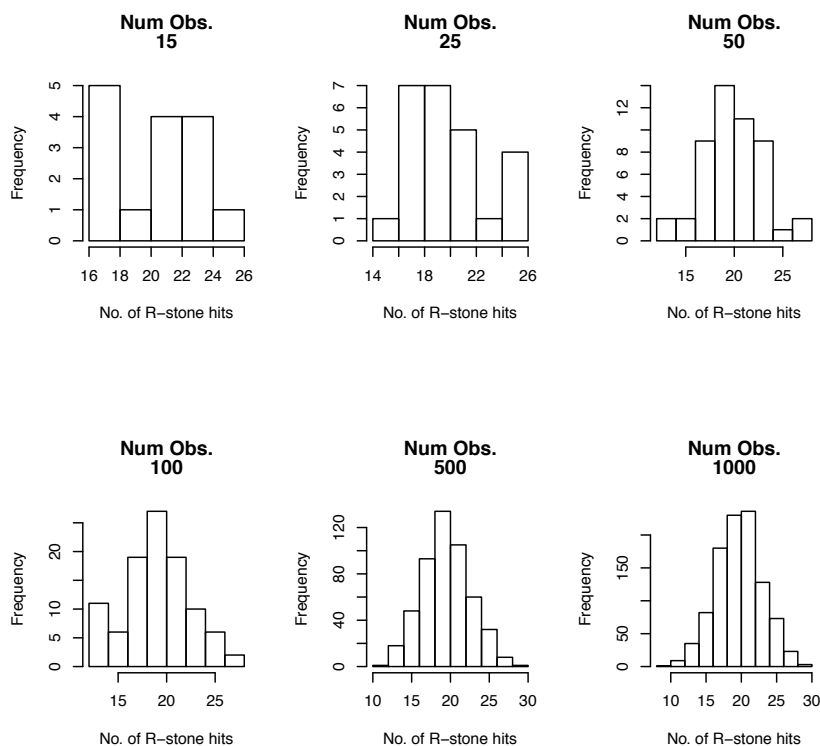 Num Obs.
15
Frequency
0 1 2 3 4 5
16 18 20 22 24 26
No. of R−stone hits
Num Obs.
25
Frequency
0 1 2 3 4 5 6 7
14 18 22 26
No. of R−stone hits
Num Obs.
50
Frequency
0 2 4 6 8 12
15 20 25
No. of R−stone hits
Num Obs.
100
Frequency
0 5 10 20
15 20 25
No. of R−stone hits
Num Obs.
500
Frequency
0 40 80 120
10 15 20 25 30
No. of R−stone hits
Num Obs.
1000
Frequency
0 50 150
10 15 20 25 30
No. of R−stone hits